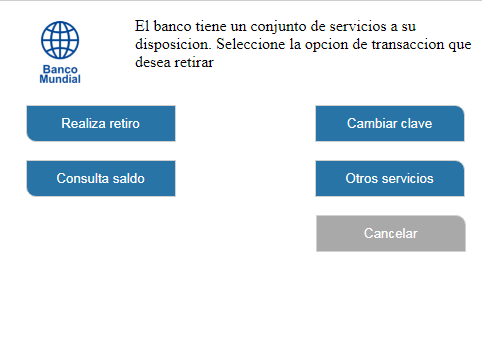 El banco tiene un conjunto de servicios a su
disposicion. Seleccione la opcion de transaccion que
desea retirar
Banco
Mundial
Realiza retiro
Cambiar clave
Consulta saldo
Otros servicios
Cancelar